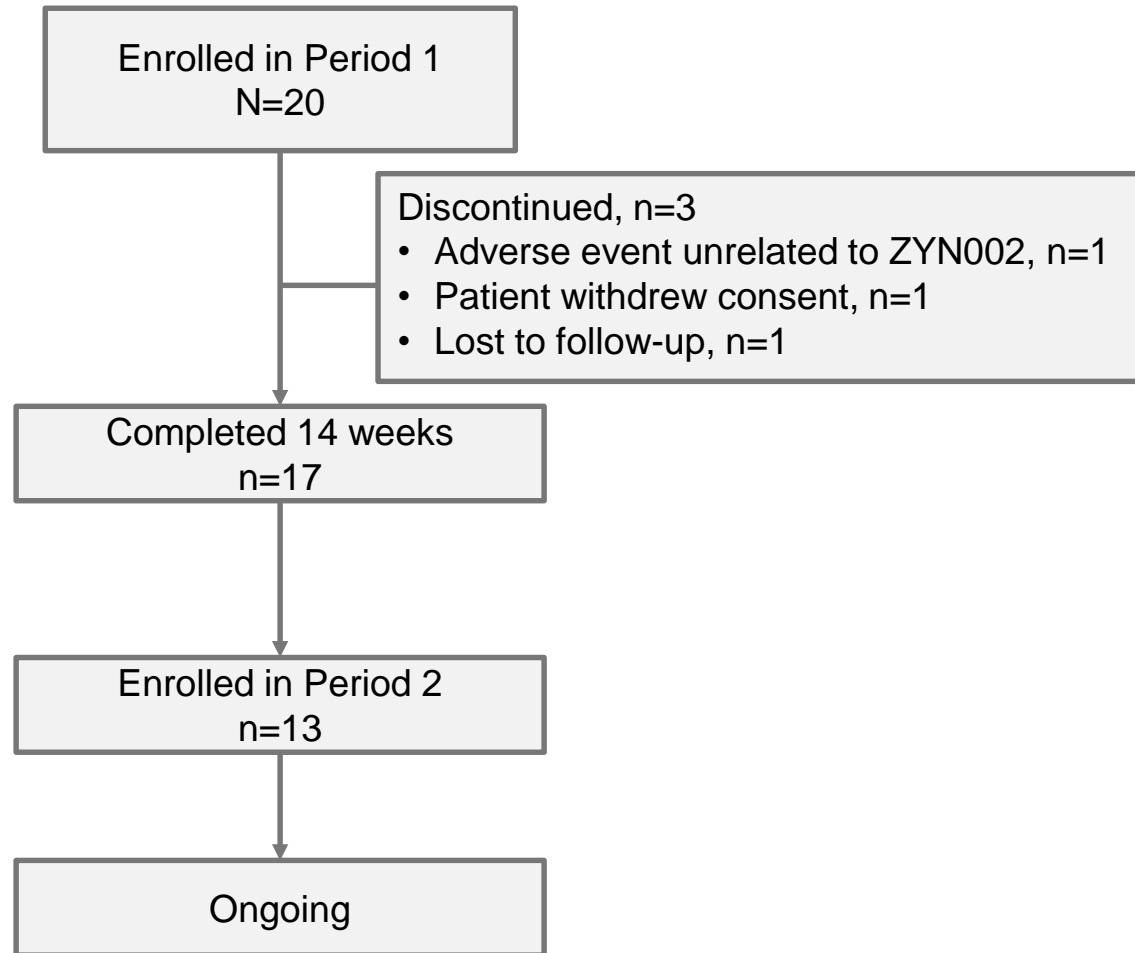 Enrolled in Period 1
N=20
Discontinued, n=3
• Adverse event unrelated to ZYN002, n=1
• Patient withdrew consent, n=1
• Lost to follow-up, n=1
Completed 14 weeks
n=17
Enrolled in Period 2
n=13
Ongoing